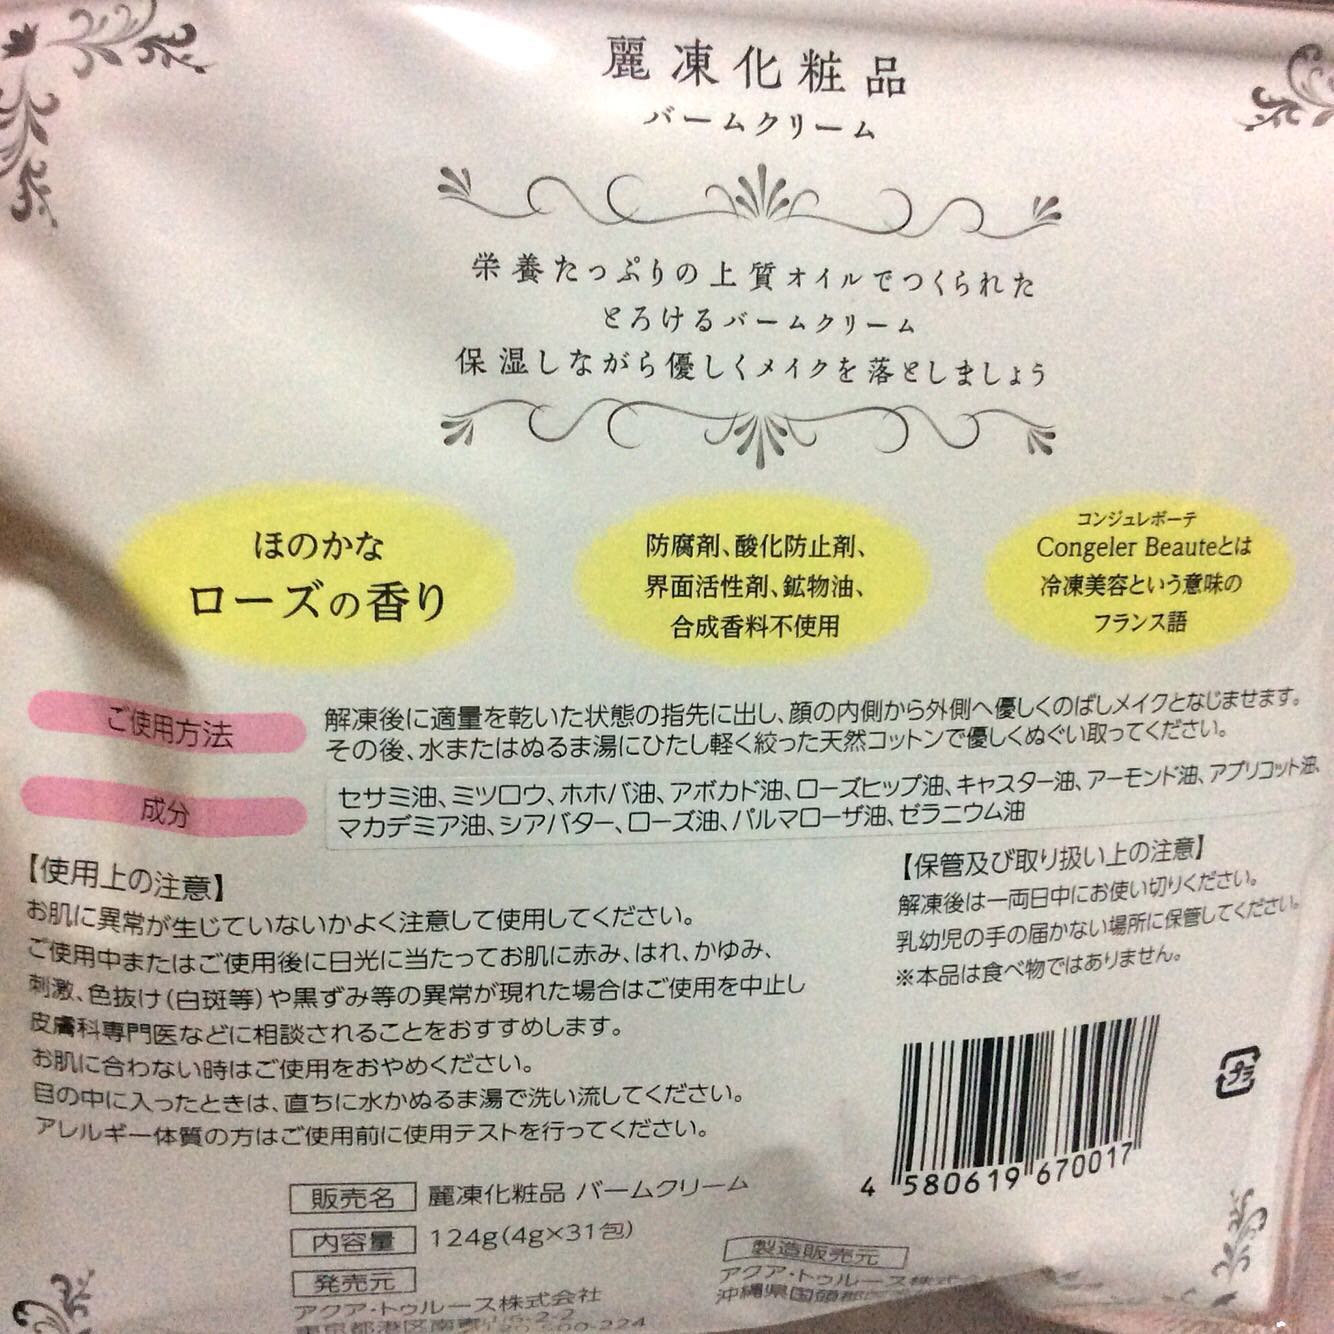 麗凍化粧品
バームクリーム
栄養たっぷりの上質オイルでつくられた
とろけるバームクリーム
保湿しながら優しくメイクを落としましょう
ほのかな
ローズの香り
防腐剤、酸化防止剤、
界面活性剤、鉱物油、
合成香料不使用
コンジュレボーテ
Congeler Beauteとは
冷凍美容という意味の
フランス語
ご使用方法
解凍後に適量を乾いた状態の指先に出し、顔の内側から外側へ優しくのばしメイクとなじませます。
その後、水またはぬるま湯にひたし軽く絞った天然コットンで優しくぬぐい取ってください。
成分
セサミ油、ミツロウ、ホホバ油、アボカド油、ローズヒップ油、キャスター油、アーモンド油、アプリコット油、
マカデミア油、シアバター、ローズ油、パルマローザ油、ゼラニウム油
【使用上の注意】
お肌に異常が生じていないかよく注意して使用してください。
ご使用中またはご使用後に日光に当たってお肌に赤み、はれ、かゆみ、
刺激、色抜け(白斑等)や黒ずみ等の異常が現れた場合はご使用を中止し
皮膚科専門医などに相談されることをおすすめします。
お肌に合わない時はご使用をおやめください。
目の中に入ったときは、直ちに水かぬるま湯で洗い流してください。
アレルギー体質の方はご使用前に使用テストを行ってください。
【保管及び取り扱い上の注意】
解凍後は一両日中にお使い切りください。
乳幼児の手の届かない場所に保管してください。
※本品は食べ物ではありません。
プラ
4 580619 670017
販売名 麗凍化粧品 バームクリーム
内容量 124g(4g×31包)
発売元
アクア・トゥルース株式会社
東京都港区南青
製造販売元
アクア・トゥルース株式
沖縄県国頭郡